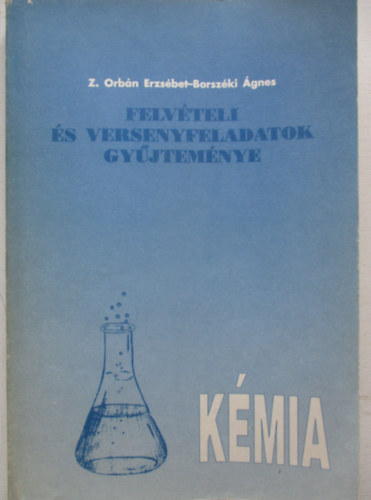 Z. Orbán Erzsébet–Borszéki Ágnes
FELVÉTELI
ÉS VERSENYFELADATOK
GYŰJTEMÉNYE
KÉMIA